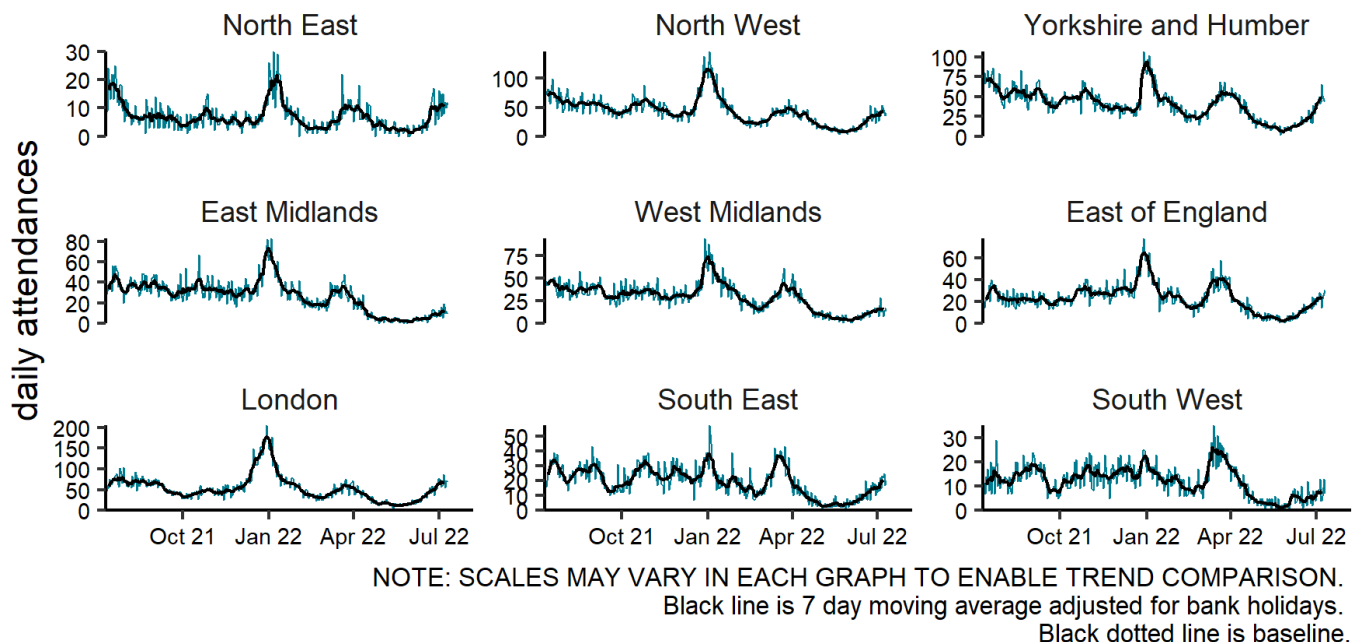 North East
North West
Yorkshire and Humber
30
20
10
0
100
50
0
100
75
50
25
0
East Midlands
West Midlands
East of England
80
60
40
20
0
75
50
25
0
60
40
20
0
daily attendances
London
South East
South West
200
150
100
50
0
50
40
30
20
10
0
30
20
10
0
Oct 21 Jan 22 Apr 22 Jul 22
Oct 21 Jan 22 Apr 22 Jul 22
Oct 21 Jan 22 Apr 22 Jul 22
NOTE: SCALES MAY VARY IN EACH GRAPH TO ENABLE TREND COMPARISON.
Black line is 7 day moving average adjusted for bank holidays.
Black dotted line is baseline.